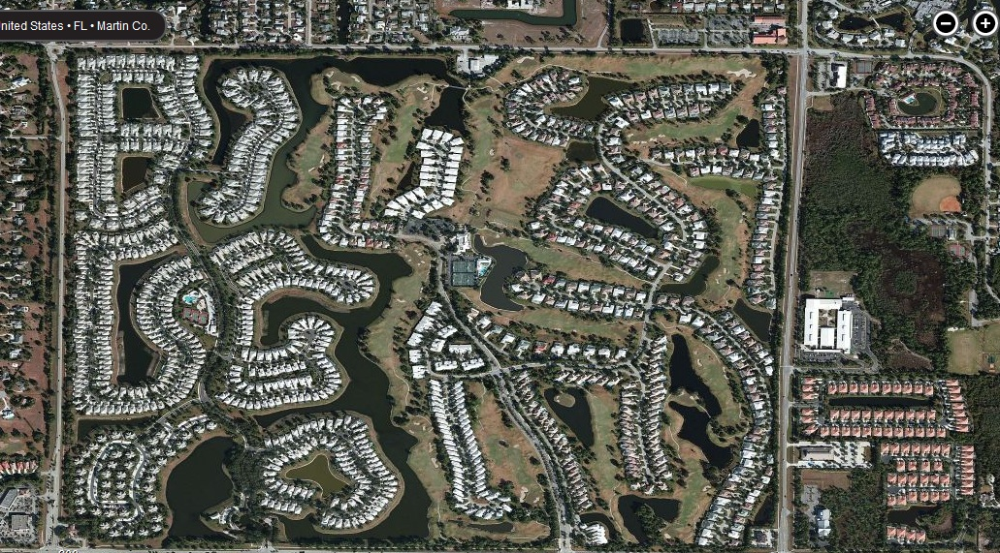 nited States • FL • Martin Co.